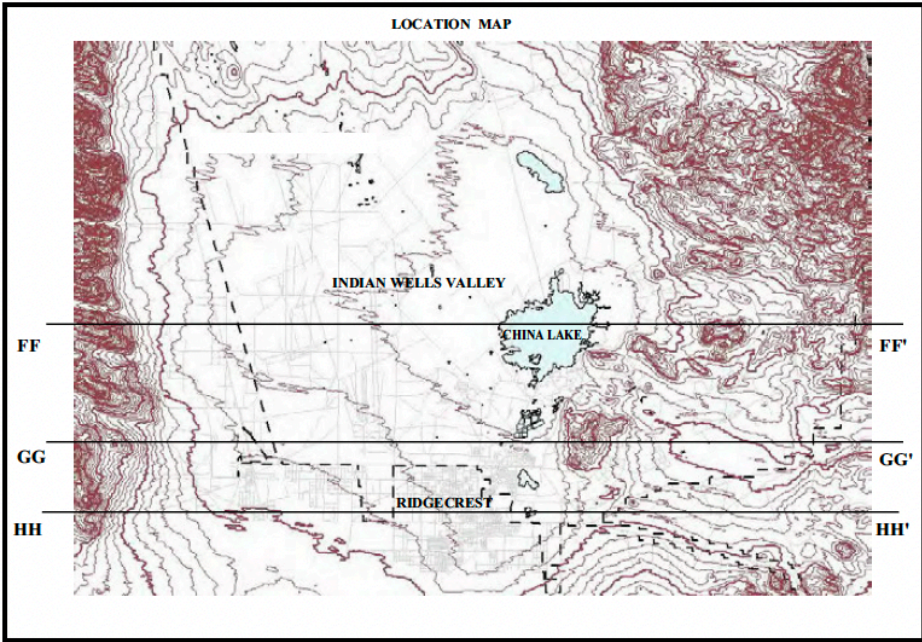 LOCATION MAP
INDIAN WELLS VALLEY
CHINA LAKE
FF FF'
GG GG'
RIDGECREST
HH HH'